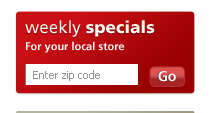 weekly specials
For your local store
Enter zip code
Go